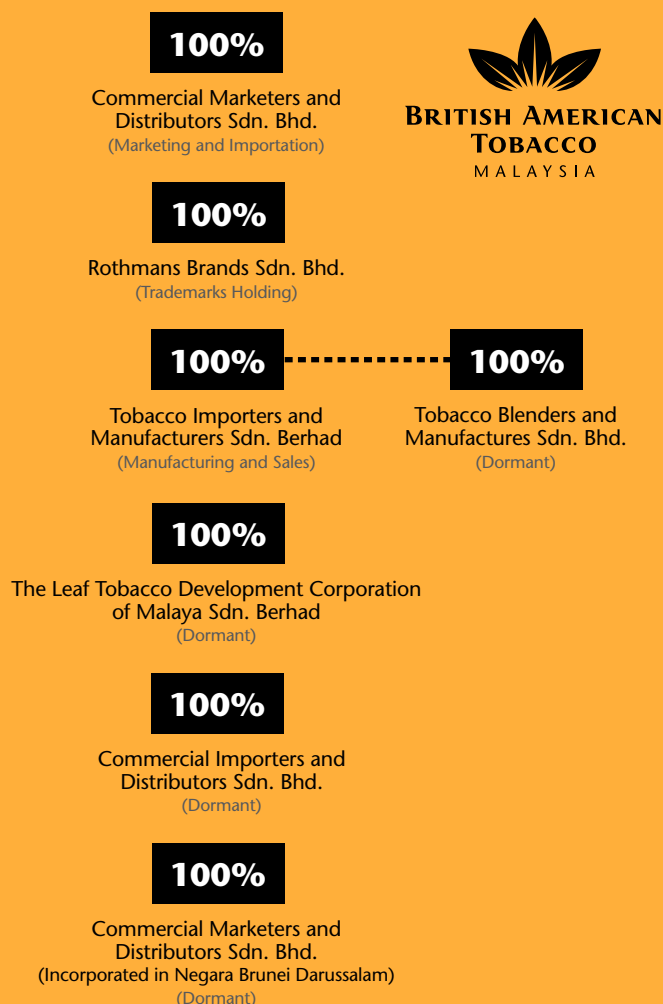 100%
Commercial Marketers and
Distributors Sdn. Bhd.
(Marketing and Importation)
BRITISH AMERICAN
TOBACCO
MALAYSIA
100%
Rothmans Brands Sdn. Bhd.
(Trademarks Holding)
100%
Tobacco Importers and
Manufacturers Sdn. Berhad
(Manufacturing and Sales)
100%
Tobacco Blenders and
Manufactures Sdn. Bhd.
(Dormant)
100%
The Leaf Tobacco Development Corporation
of Malaya Sdn. Berhad
(Dormant)
100%
Commercial Importers and
Distributors Sdn. Bhd.
(Dormant)
100%
Commercial Marketers and
Distributors Sdn. Bhd.
(Incorporated in Negara Brunei Darussalam)
(Dormant)